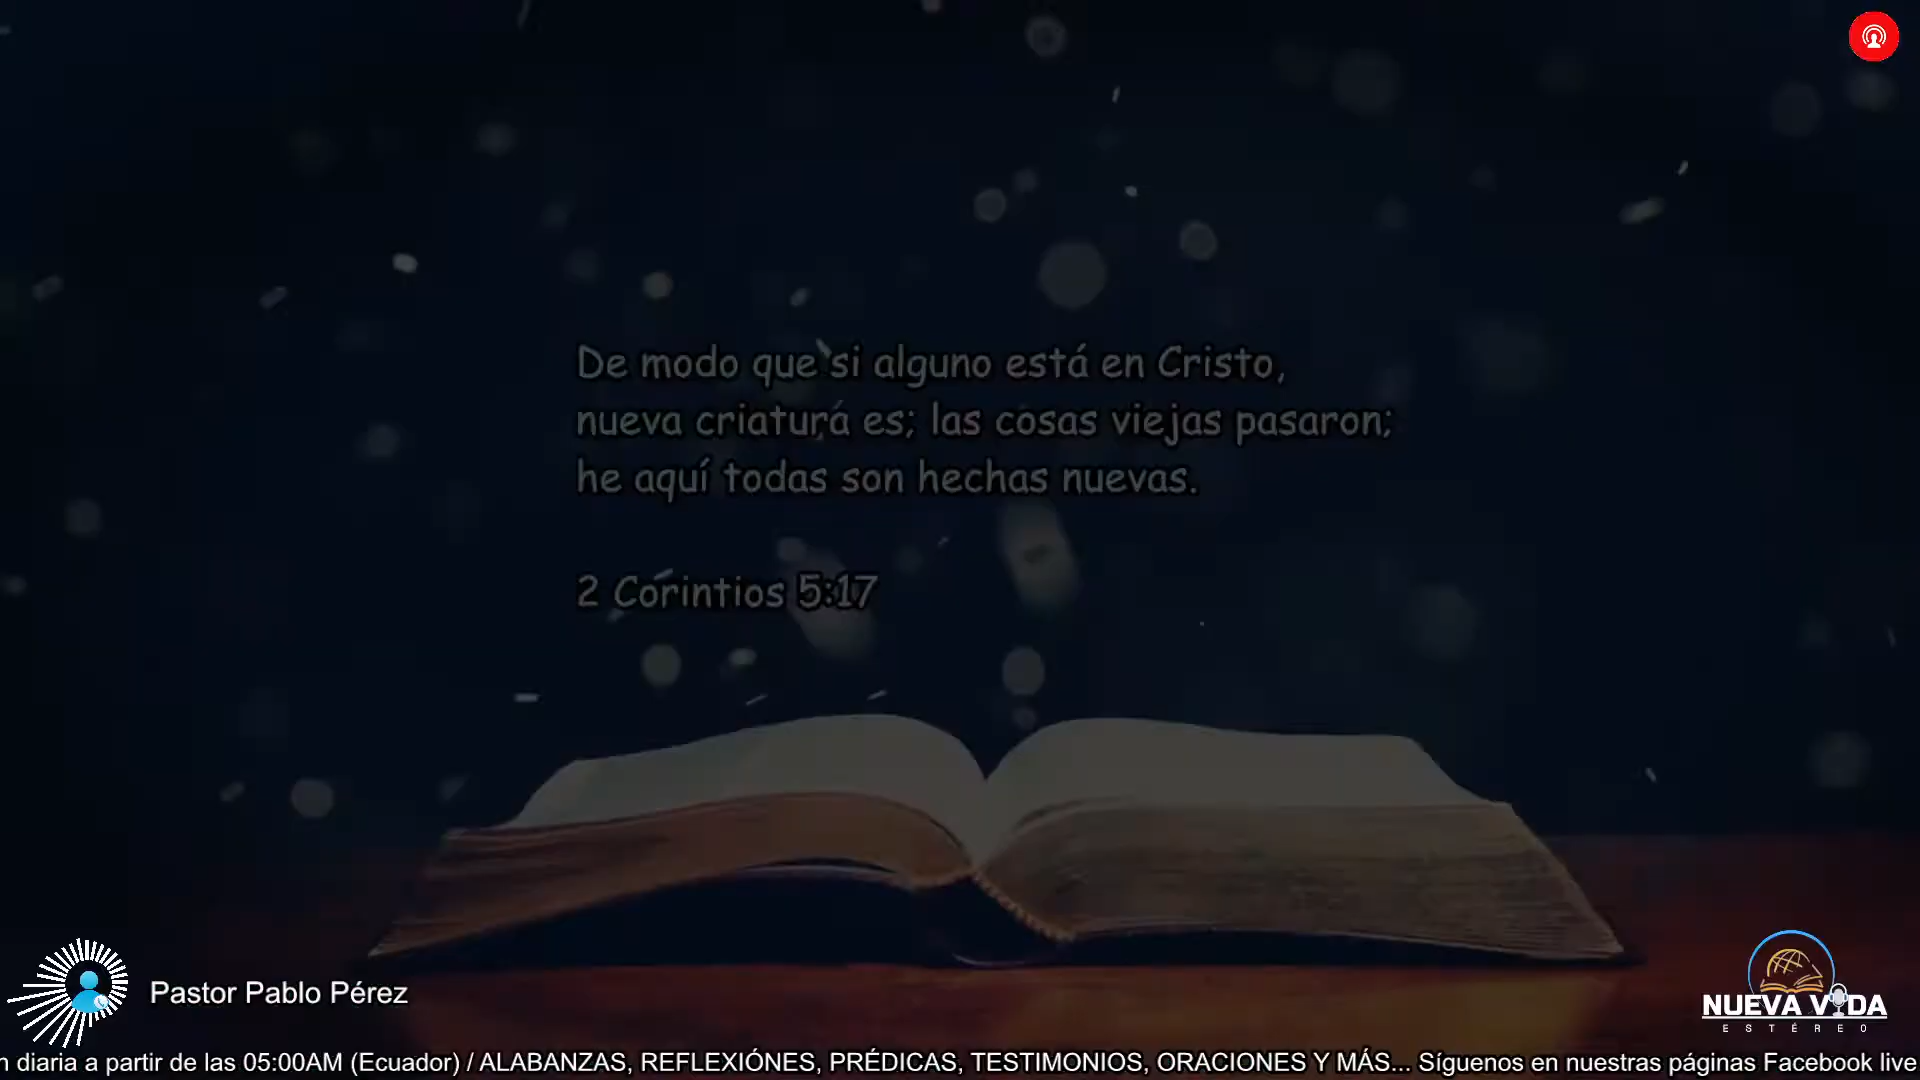 De modo que si alguno está en Cristo,
nueva criatura es; las cosas viejas pasaron;
he aquí todas son hechas nuevas.
2 Corintios 5:17
Pastor Pablo Pérez
NUEVA VIDA
ESTÉREO
n diaria a partir de las 05:00AM (Ecuador) / ALABANZAS, REFLEXIÓNES, PRÉDICAS, TESTIMONIOS, ORACIONES Y MÁS... Síguenos en nuestras páginas Facebook live